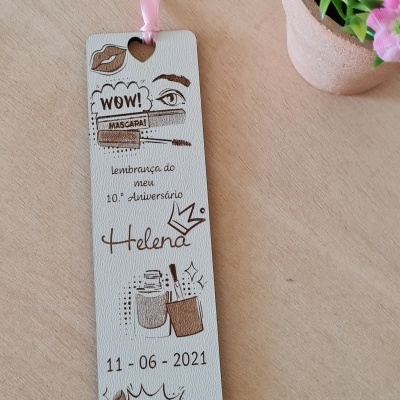 WOW!
MASCARA!
lembrança do
meu
10.º Aniversário
Helena
11 - 06 - 2021